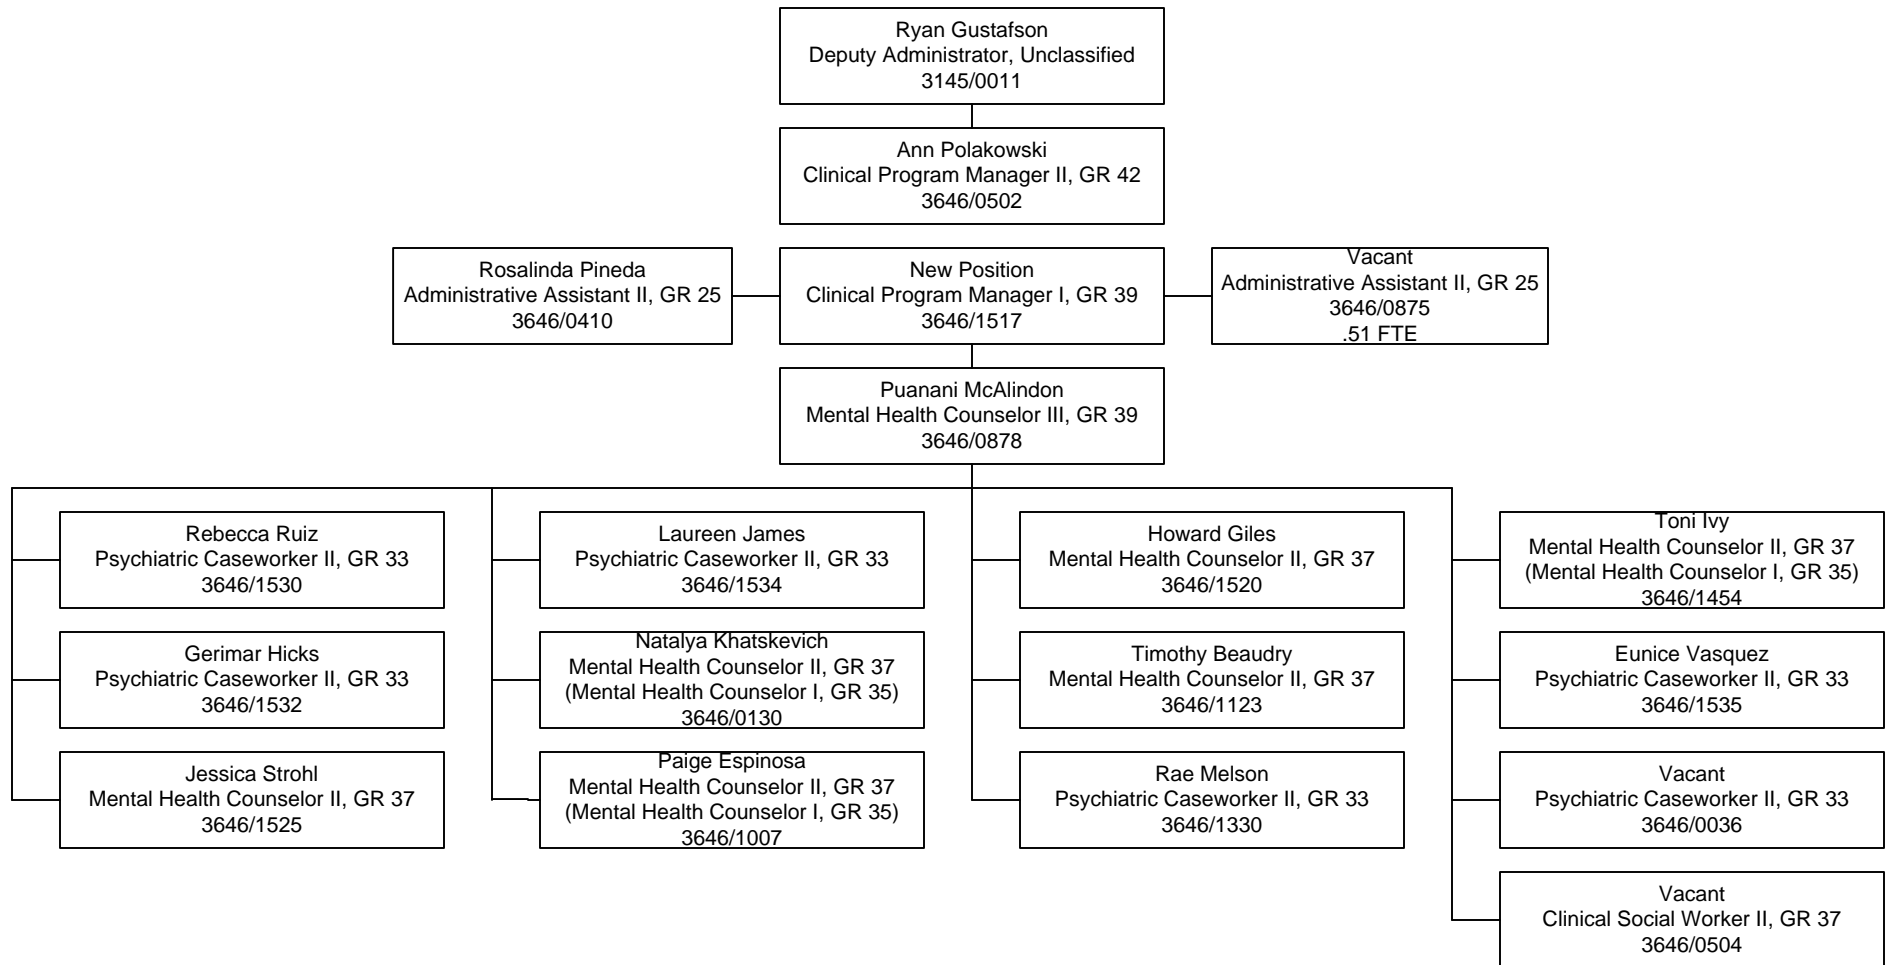 Ryan Gustafson
Deputy Administrator, Unclassified
3145/0011
Ann Polakowski
Clinical Program Manager II, GR 42
3646/0502
Rosalinda Pineda
Administrative Assistant II, GR 25
3646/0410
New Position
Clinical Program Manager I, GR 39
3646/1517
Vacant
Administrative Assistant II, GR 25
3646/0875
.51 FTE
Puanani McAlindon
Mental Health Counselor III, GR 39
3646/0878
Rebecca Ruiz
Psychiatric Caseworker II, GR 33
3646/1530
Laureen James
Psychiatric Caseworker II, GR 33
3646/1534
Howard Giles
Mental Health Counselor II, GR 37
3646/1520
Toni Ivy
Mental Health Counselor II, GR 37
(Mental Health Counselor I, GR 35)
3646/1454
Gerimar Hicks
Psychiatric Caseworker II, GR 33
3646/1532
Natalya Khatskevich
Mental Health Counselor II, GR 37
(Mental Health Counselor I, GR 35)
3646/0130
Timothy Beaudry
Mental Health Counselor II, GR 37
3646/1123
Eunice Vasquez
Psychiatric Caseworker II, GR 33
3646/1535
Jessica Strohl
Mental Health Counselor II, GR 37
3646/1525
Paige Espinosa
Mental Health Counselor II, GR 37
(Mental Health Counselor I, GR 35)
3646/1007
Rae Melson
Psychiatric Caseworker II, GR 33
3646/1330
Vacant
Psychiatric Caseworker II, GR 33
3646/0036
Vacant
Clinical Social Worker II, GR 37
3646/0504